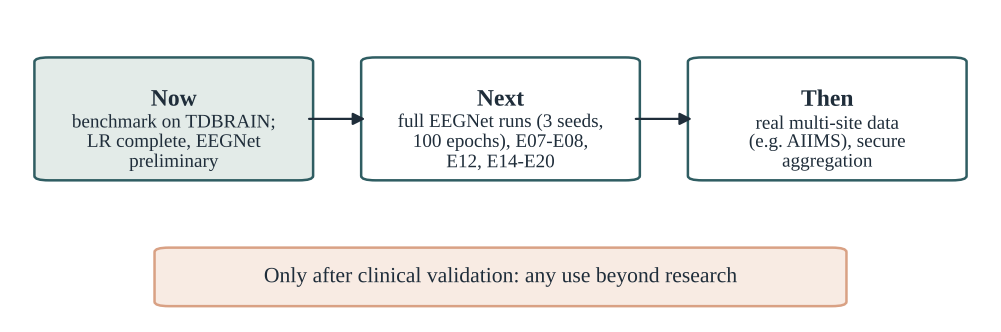 Now
benchmark on TDBRAIN;
LR complete, EEGNet
preliminary
Next
full EEGNet runs (3 seeds,
100 epochs), E07-E08,
E12, E14-E20
Then
real multi-site data
(e.g. AIIMS), secure
aggregation
Only after clinical validation: any use beyond research